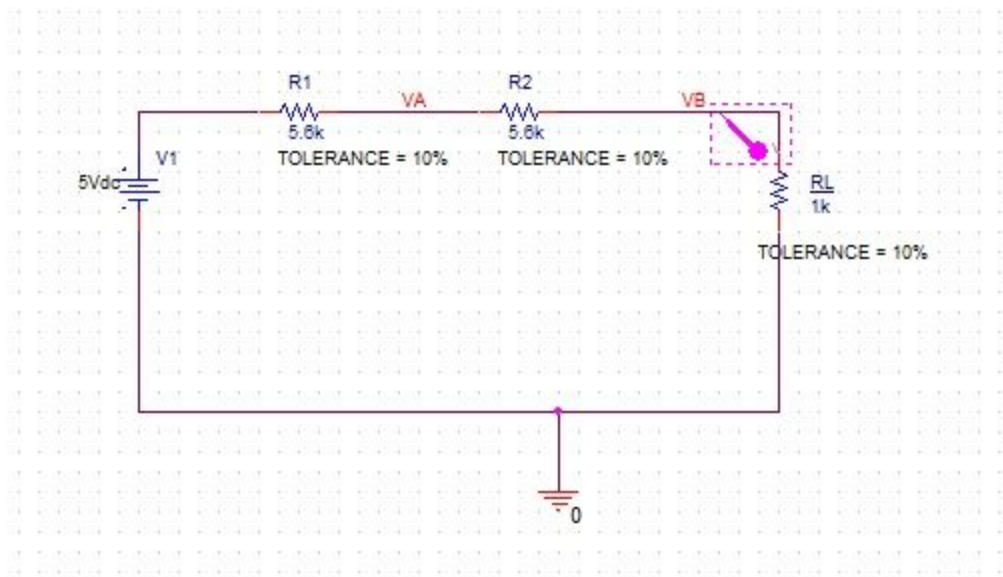 R1
R2
VA
VB
5.6k
5.6k
V1
TOLERANCE = 10%
TOLERANCE = 10%
5Vdc
RL
1k
TOLERANCE = 10%
0